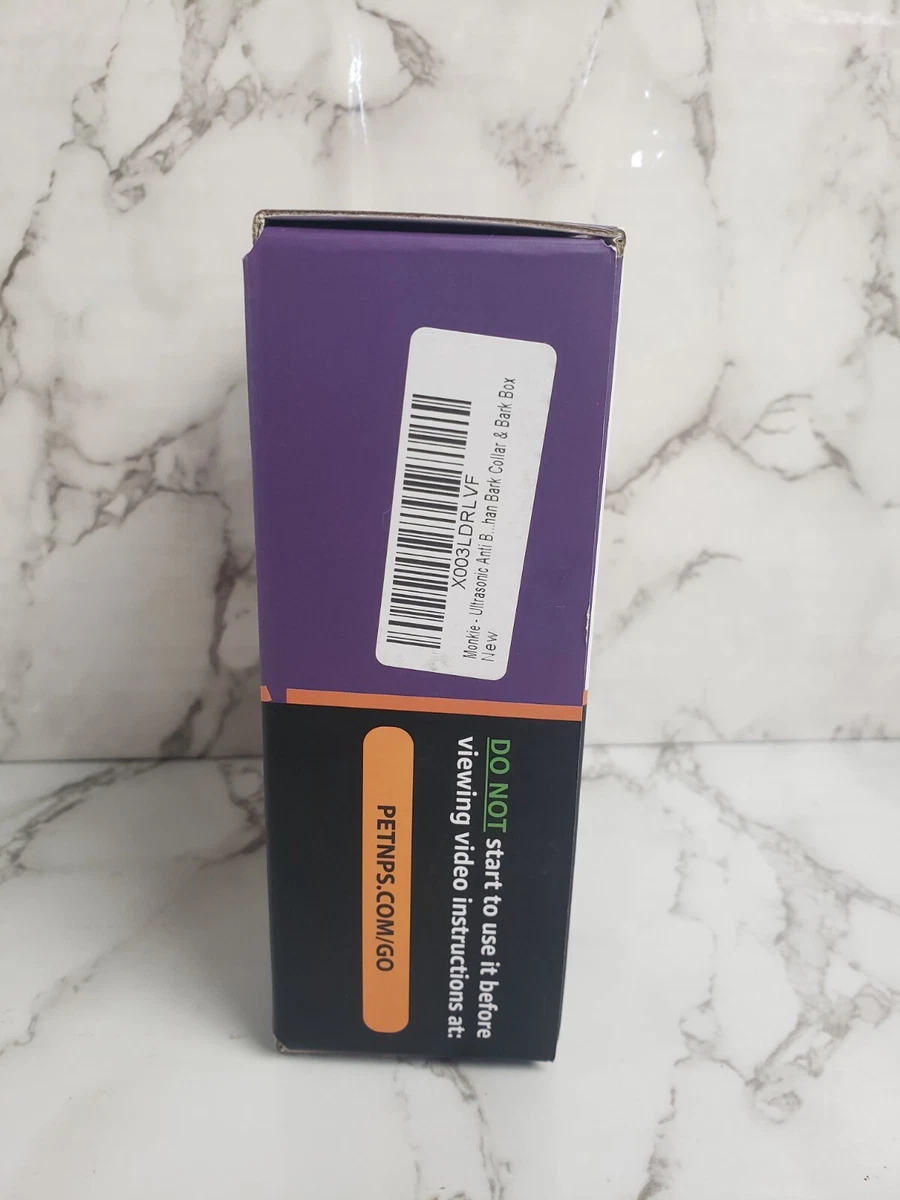 X003LDRLVF
Monkie - Ultrasonic Anti B...han Bark Collar & Bark Box
New
DO NOT start to use it before
viewing video instructions at:
PETNPS.COM/GO